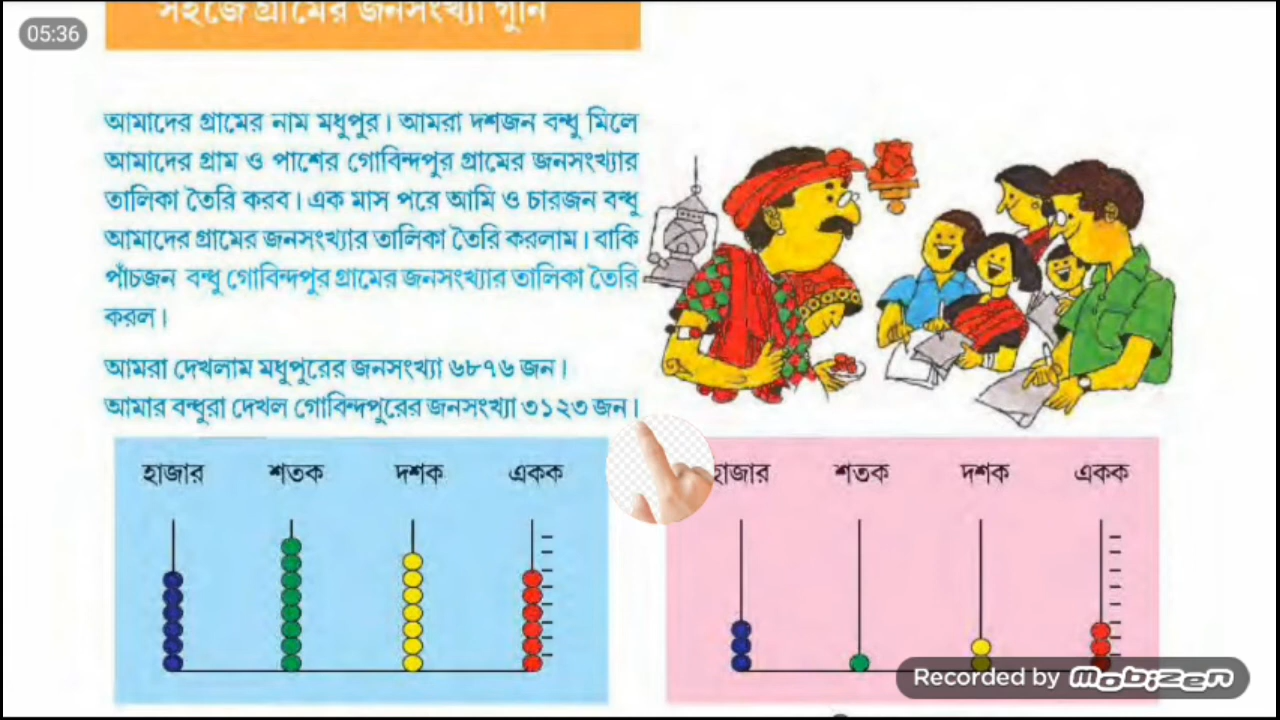 05:36
সহজে গ্রামের জনসংখ্যা গুনি
আমাদের গ্রামের নাম মধুপুর। আমরা দশজন বন্ধু মিলে
আমাদের গ্রাম ও পাশের গোবিন্দপুর গ্রামের জনসংখ্যার
তালিকা তৈরি করব। এক মাস পরে আমি ও চারজন বন্ধু
আমাদের গ্রামের জনসংখ্যার তালিকা তৈরি করলাম। বাকি
পাঁচজন বন্ধু গোবিন্দপুর গ্রামের জনসংখ্যার তালিকা তৈরি
করল।
আমরা দেখলাম মধুপুরের জনসংখ্যা ৬৮৭৬ জন।
আমার বন্ধুরা দেখল গোবিন্দপুরের জনসংখ্যা ৩১২৩ জন।
হাজার শতক দশক একক
হাজার শতক দশক একক
Recorded by mobizen